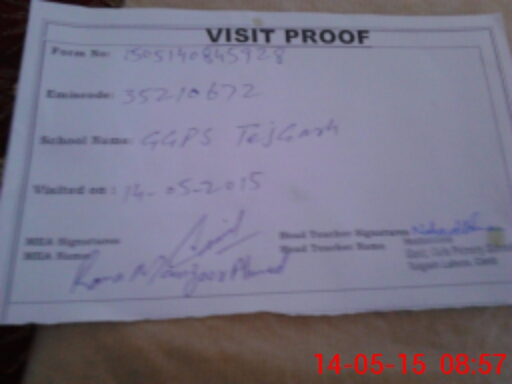 VISIT PROOF
Form No: 1505140845928
Emiscode: 35210672
School Name: GGPS TejGarh
Visited on : 14-05-2015
MEA Signatures
Head Teacher Signatures
MEA Name
Head Teacher Name
14-05-15 08:57